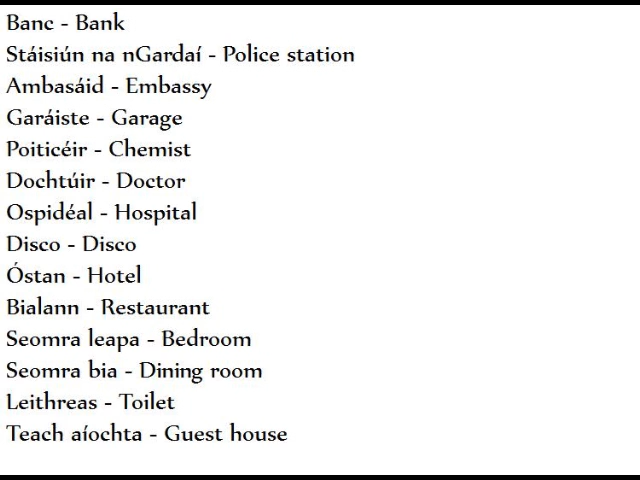 Banc - Bank
Stáisiún na nGardaí - Police station
Ambasáid - Embassy
Garáiste - Garage
Poiticéir - Chemist
Dochtúir - Doctor
Ospidéal - Hospital
Disco - Disco
Óstan - Hotel
Bialann - Restaurant
Seomra leapa - Bedroom
Seomra bia - Dining room
Leithreas - Toilet
Teach aíochta - Guest house